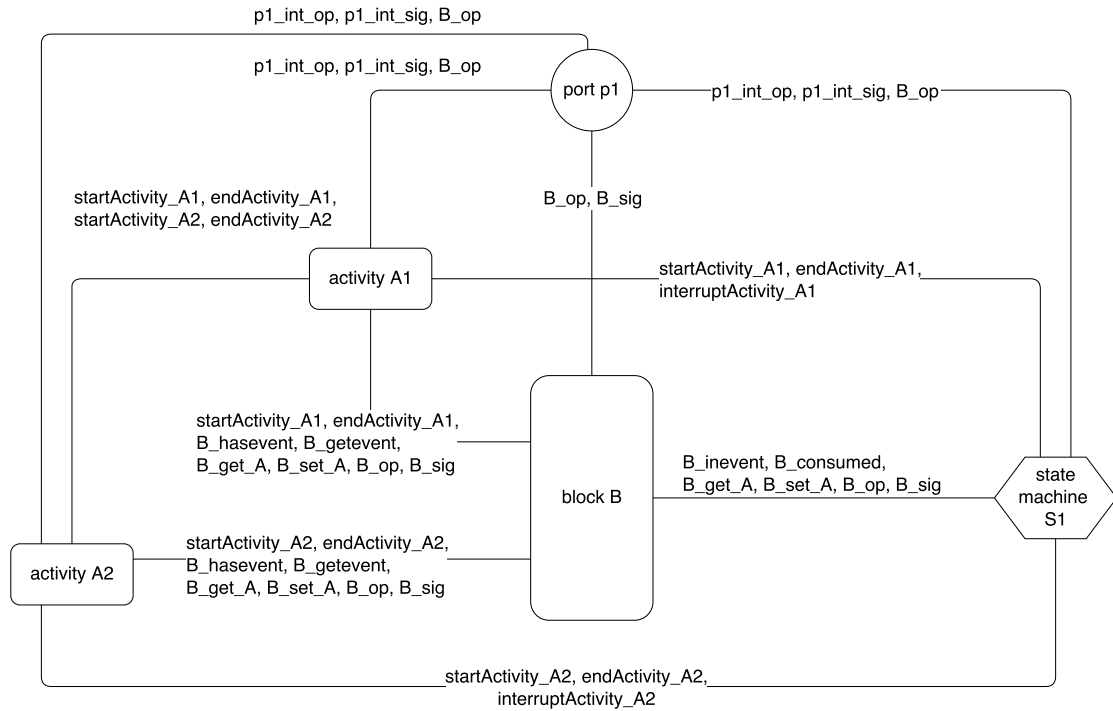 p1_int_op, p1_int_sig, B_op
p1_int_op, p1_int_sig, B_op
port p1
p1_int_op, p1_int_sig, B_op
startActivity_A1, endActivity_A1,
startActivity_A2, endActivity_A2
B_op, B_sig
activity A1
startActivity_A1, endActivity_A1,
interruptActivity_A1
startActivity_A1, endActivity_A1,
B_hasevent, B_getevent,
B_get_A, B_set_A, B_op, B_sig
block B
B_inevent, B_consumed,
B_get_A, B_set_A, B_op, B_sig
state
machine
S1
activity A2
startActivity_A2, endActivity_A2,
B_hasevent, B_getevent,
B_get_A, B_set_A, B_op, B_sig
startActivity_A2, endActivity_A2,
interruptActivity_A2